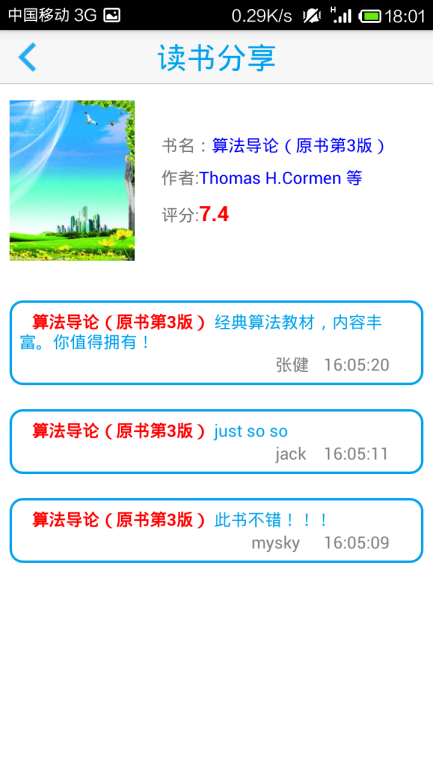 中国移动 3G 0.29K/s H 18:01
读书分享
书名：算法导论（原书第3版）
作者:Thomas H.Cormen 等
评分:7.4
算法导论（原书第3版）经典算法教材，内容丰
富。你值得拥有！
张健 16:05:20
算法导论（原书第3版）just so so
jack 16:05:11
算法导论（原书第3版）此书不错！！！
mysky 16:05:09